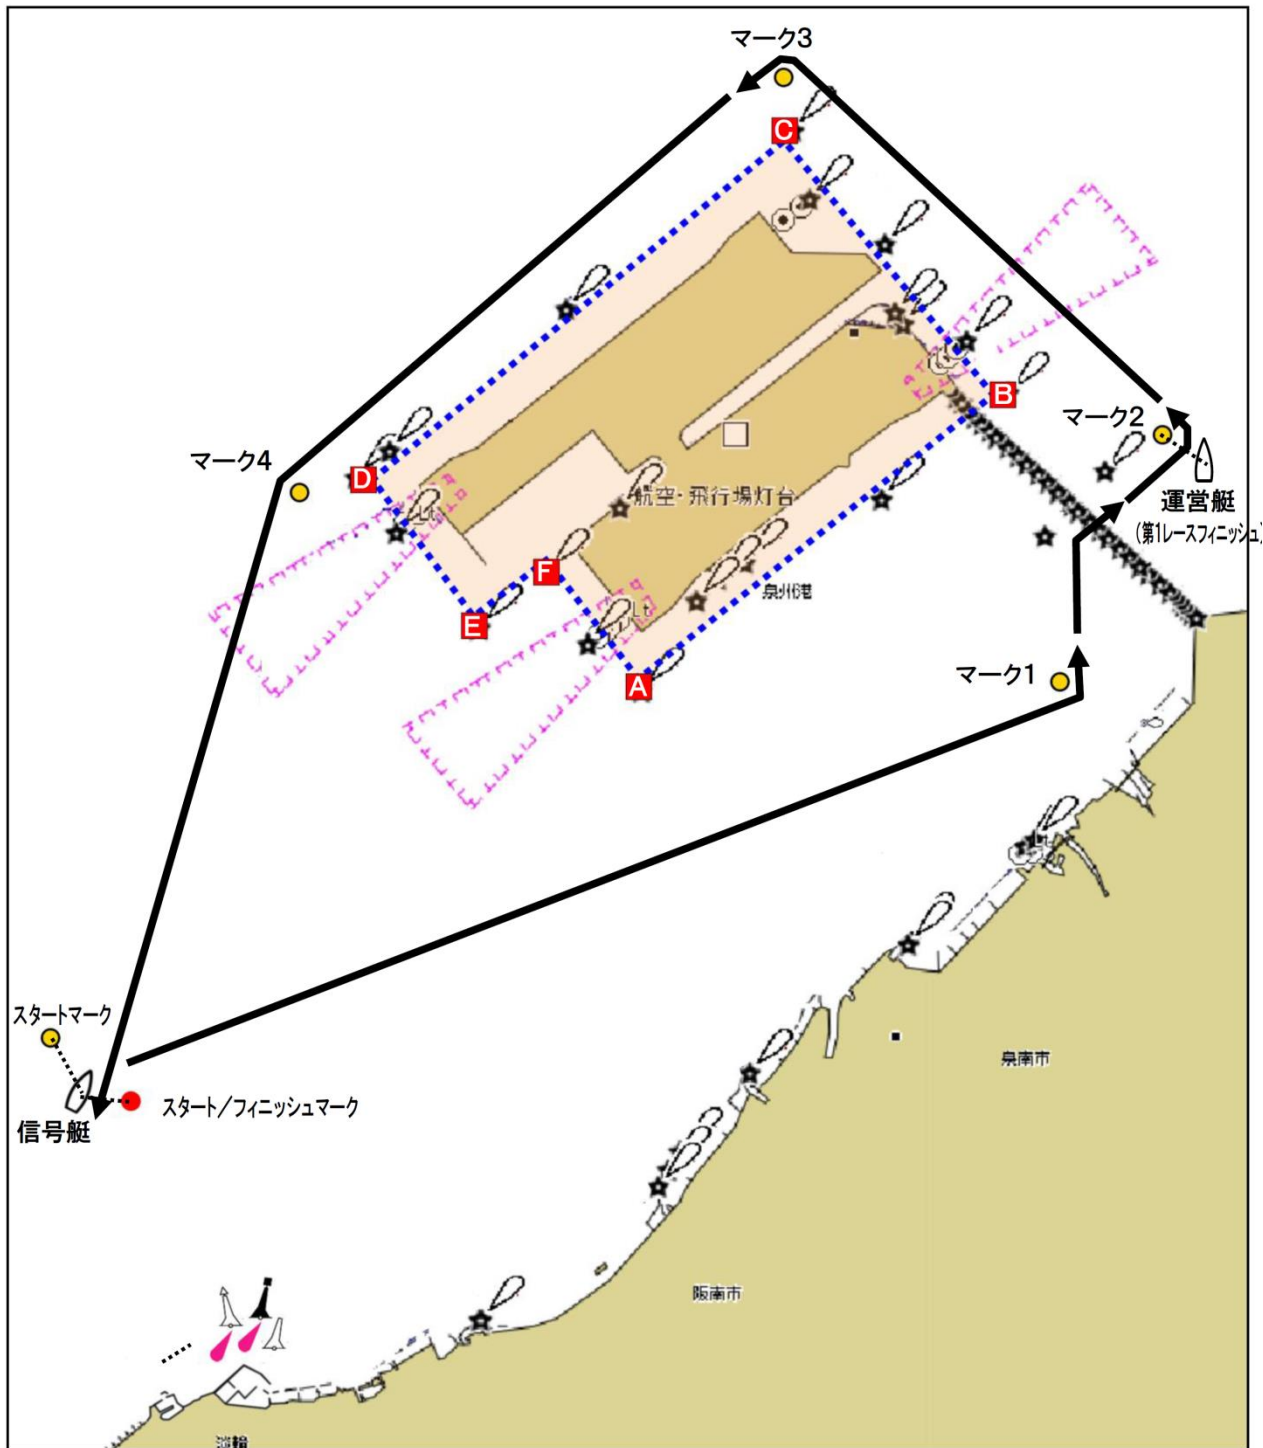 マーク3
C
B
マーク2
マーク4
D
航空・飛行場灯台
運営艇
(第1レースフィニッシュ)
F
泉州港
E
Lt
マーク1
A
スタートマーク
泉南市
スタート/フィニッシュマーク
信号艇
阪南市
淡輪